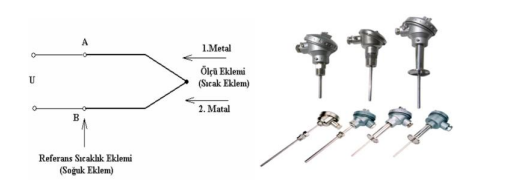 A
1.Metal
Ölçü Eklemi
(Sıcak Eklem)
U
2. Matal
B
Referans Sıcaklık Eklemi
(Soğuk Eklem)